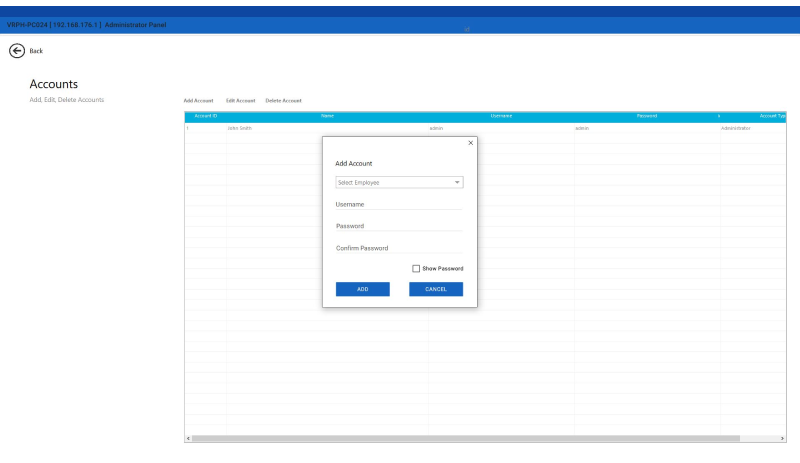 VRPH-PC024 | 192.168.176.1 | Administrator Panel
Back
Accounts
Add, Edit, Delete Accounts
Add Account Edit Account Delete Account
Account ID Name Username Password Account Typ
1 John Smith admin admin Administrator
Add Account
Select Employee
Username
Password
Confirm Password
Show Password
ADD CANCEL